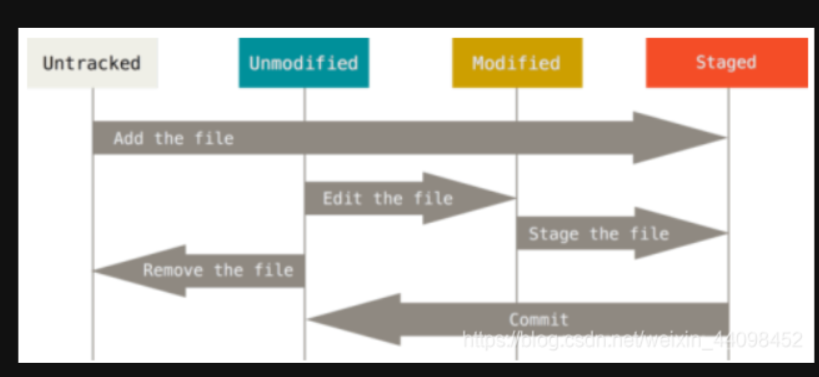 Untracked
Unmodified
Modified
Staged
Add the file
Edit the file
Stage the file
Remove the file
Commit
https://blog.csdn.net/weixin_44098452